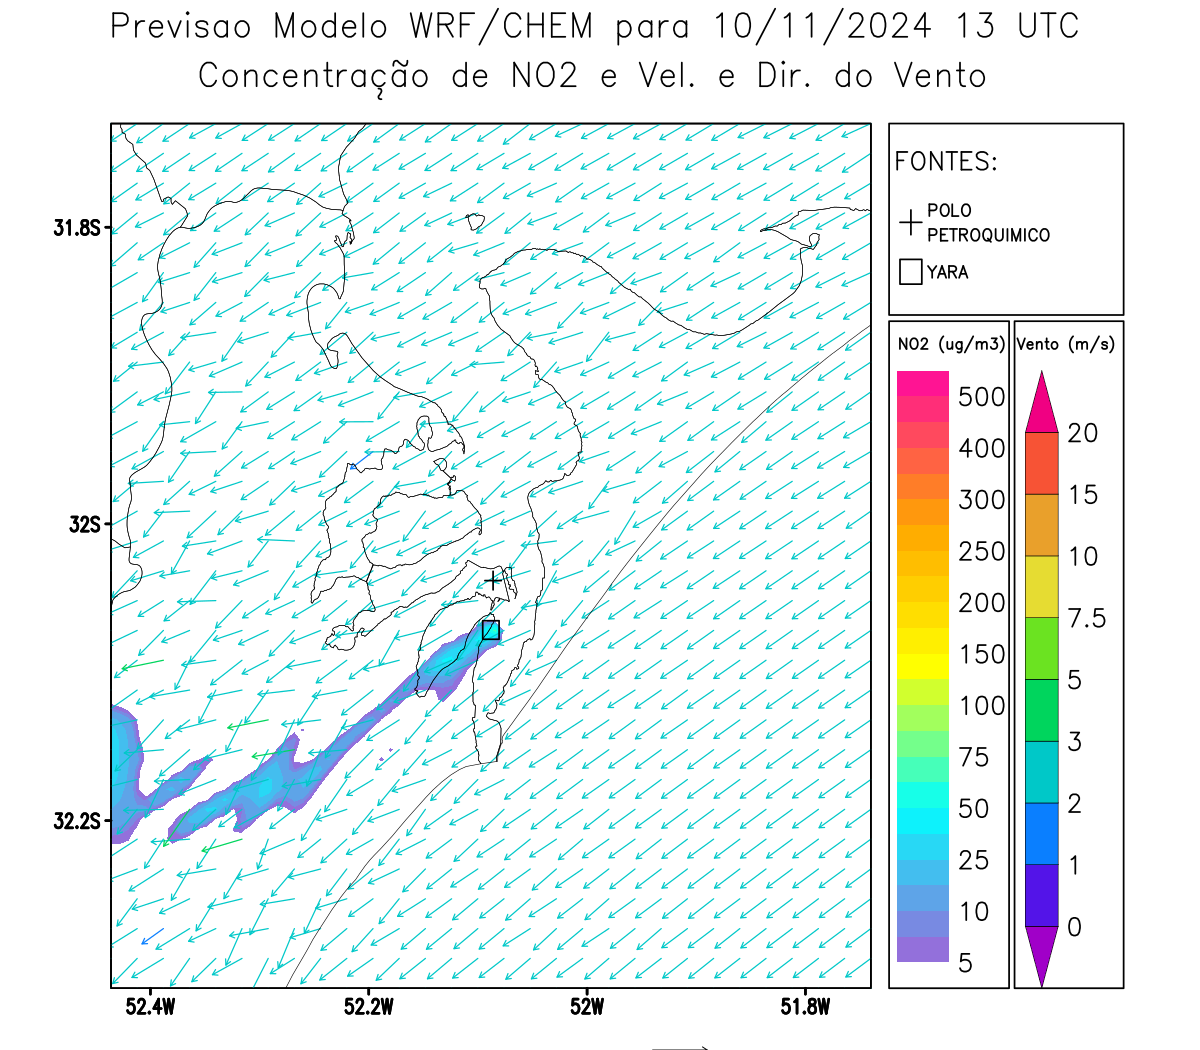 Previsao Modelo WRF/CHEM para 10/11/2024 13 UTC
Concentração de NO2 e Vel. e Dir. do Vento
FONTES:
POLO
PETROQUIMICO
YARA
NO2 (ug/m3)
500
400
300
250
200
150
100
75
50
25
10
5
Vento (m/s)
20
15
10
7.5
5
3
2
1
0
31.8S
32S
32.2S
52.4W
52.2W
52W
51.8W